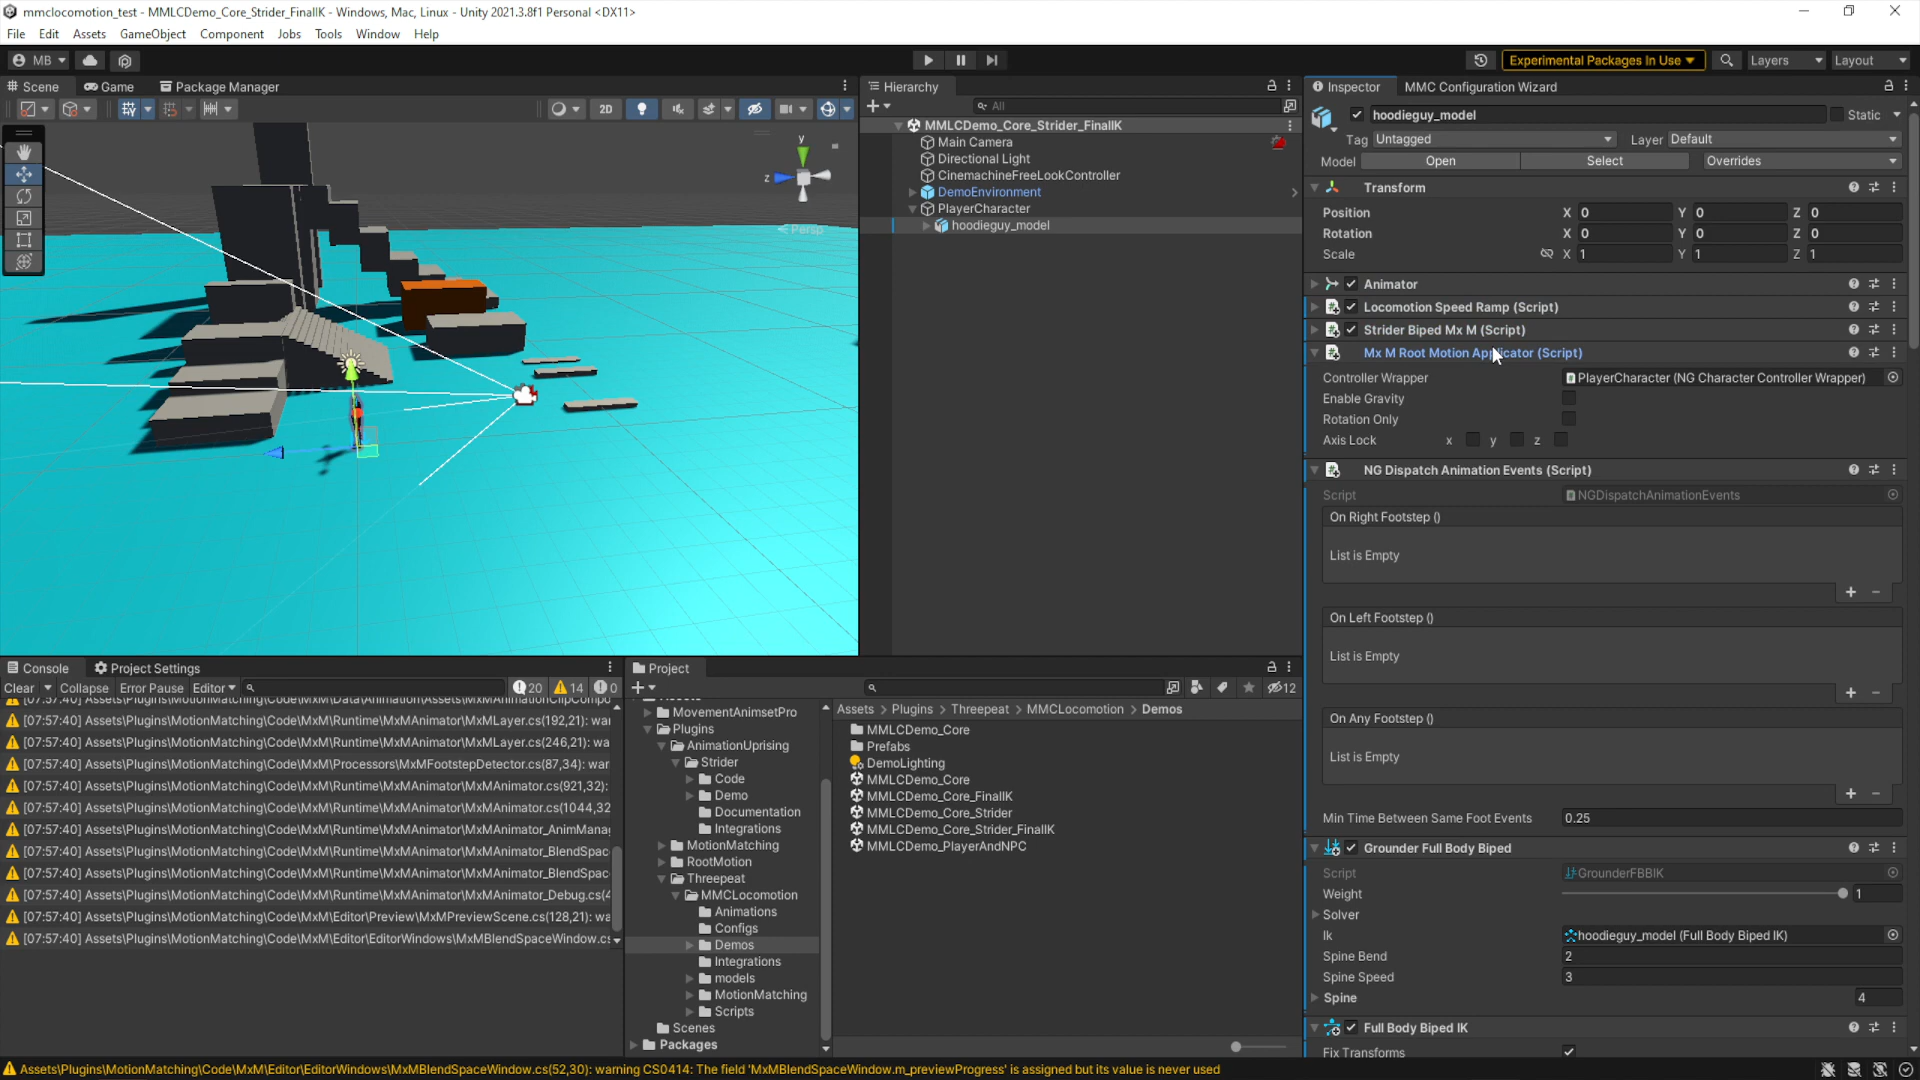 mmclocomotion_test - MMLCDemo_Core_Strider_FinalIK - Windows, Mac, Linux - Unity 2021.3.8f1 Personal <DX11>
File Edit Assets GameObject Component Jobs Tools Window Help
MB
Experimental Packages In Use
Layers
Layout
Scene
Game
Package Manager
2D
y
z
Persp
Hierarchy
All
MMLCDemo_Core_Strider_FinalIK
Main Camera
Directional Light
CinemachineFreeLookController
DemoEnvironment
PlayerCharacter
hoodieguy_model
Inspector
MMC Configuration Wizard
hoodieguy_model
Static
Tag Untagged
Layer Default
Model Open Select Overrides
Transform
Position X 0 Y 0 Z 0
Rotation X 0 Y 0 Z 0
Scale X 1 Y 1 Z 1
Animator
Locomotion Speed Ramp (Script)
Strider Biped Mx M (Script)
Mx M Root Motion Applicator (Script)
Controller Wrapper PlayerCharacter (NG Character Controller Wrapper)
Enable Gravity
Rotation Only
Axis Lock x y z
NG Dispatch Animation Events (Script)
Script NGDispatchAnimationEvents
On Right Footstep ()
List is Empty
+ −
On Left Footstep ()
List is Empty
+ −
On Any Footstep ()
List is Empty
+ −
Min Time Between Same Foot Events 0.25
Grounder Full Body Biped
Script GrounderFBBIK
Weight 1
Solver
Ik hoodieguy_model (Full Body Biped IK)
Spine Bend 2
Spine Speed 3
Spine 4
Full Body Biped IK
Fix Transforms
Console
Project Settings
Clear Collapse Error Pause Editor 20 14 0
[07:57:40] Assets\Plugins\MotionMatching\Code\MxM\Data\Animation\Assets\MxMAnimationClipCompo
[07:57:40] Assets\Plugins\MotionMatching\Code\MxM\Runtime\MxMAnimator\MxMLayer.cs(192,21): wa
[07:57:40] Assets\Plugins\MotionMatching\Code\MxM\Runtime\MxMAnimator\MxMLayer.cs(246,21): wa
[07:57:40] Assets\Plugins\MotionMatching\Code\MxM\Processors\MxMFootstepDetector.cs(87,34): war
[07:57:40] Assets\Plugins\MotionMatching\Code\MxM\Runtime\MxMAnimator\MxMAnimator.cs(921,32):
[07:57:40] Assets\Plugins\MotionMatching\Code\MxM\Runtime\MxMAnimator\MxMAnimator.cs(1044,32
[07:57:40] Assets\Plugins\MotionMatching\Code\MxM\Runtime\MxMAnimator\MxMAnimator_AnimMana
[07:57:40] Assets\Plugins\MotionMatching\Code\MxM\Runtime\MxMAnimator\MxMAnimator_BlendSpac
[07:57:40] Assets\Plugins\MotionMatching\Code\MxM\Runtime\MxMAnimator\MxMAnimator_BlendSpac
[07:57:40] Assets\Plugins\MotionMatching\Code\MxM\Runtime\MxMAnimator\MxMAnimator_Debug.cs(4
[07:57:40] Assets\Plugins\MotionMatching\Code\MxM\Editor\Preview\MxMPreviewScene.cs(128,21): wa
[07:57:40] Assets\Plugins\MotionMatching\Code\MxM\Editor\EditorWindows\MxMBlendSpaceWindow.cs
Project
12
MovementAnimsetPro
Plugins
AnimationUprising
Strider
Code
Demo
Documentation
Integrations
MotionMatching
RootMotion
Threepeat
MMCLocomotion
Animations
Configs
Demos
Integrations
models
MotionMatching
Scripts
Scenes
Packages
Assets > Plugins > Threepeat > MMCLocomotion > Demos
MMLCDemo_Core
Prefabs
DemoLighting
MMLCDemo_Core
MMLCDemo_Core_FinalIK
MMLCDemo_Core_Strider
MMLCDemo_Core_Strider_FinalIK
MMLCDemo_PlayerAndNPC
Assets\Plugins\MotionMatching\Code\MxM\Editor\EditorWindows\MxMBlendSpaceWindow.cs(52,30): warning CS0414: The field 'MxMBlendSpaceWindow.m_previewProgress' is assigned but its value is never used